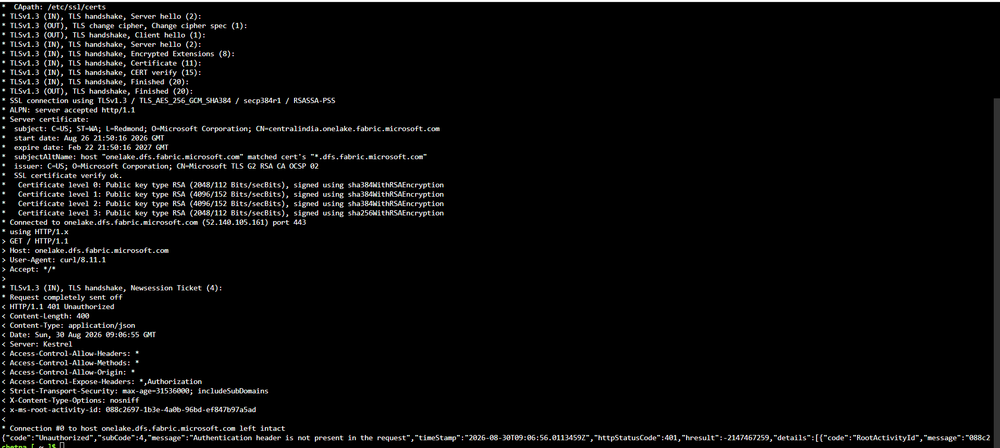 *  CApath: /etc/ssl/certs
* TLSv1.3 (IN), TLS handshake, Server hello (2):
* TLSv1.3 (OUT), TLS change cipher, Change cipher spec (1):
* TLSv1.3 (OUT), TLS handshake, Client hello (1):
* TLSv1.3 (IN), TLS handshake, Server hello (2):
* TLSv1.3 (IN), TLS handshake, Encrypted Extensions (8):
* TLSv1.3 (IN), TLS handshake, Certificate (11):
* TLSv1.3 (IN), TLS handshake, CERT verify (15):
* TLSv1.3 (IN), TLS handshake, Finished (20):
* TLSv1.3 (OUT), TLS handshake, Finished (20):
* SSL connection using TLSv1.3 / TLS_AES_256_GCM_SHA384 / secp384r1 / RSASSA-PSS
* ALPN: server accepted http/1.1
* Server certificate:
*  subject: C=US; ST=WA; L=Redmond; O=Microsoft Corporation; CN=centralindia.onelake.fabric.microsoft.com
*  start date: Aug 26 21:50:16 2026 GMT
*  expire date: Feb 22 21:50:16 2027 GMT
*  subjectAltName: host "onelake.dfs.fabric.microsoft.com" matched cert's "*.dfs.fabric.microsoft.com"
*  issuer: C=US; O=Microsoft Corporation; CN=Microsoft TLS G2 RSA CA OCSP 02
*  SSL certificate verify ok.
*   Certificate level 0: Public key type RSA (2048/112 Bits/secBits), signed using sha384WithRSAEncryption
*   Certificate level 1: Public key type RSA (4096/152 Bits/secBits), signed using sha384WithRSAEncryption
*   Certificate level 2: Public key type RSA (4096/152 Bits/secBits), signed using sha384WithRSAEncryption
*   Certificate level 3: Public key type RSA (2048/112 Bits/secBits), signed using sha256WithRSAEncryption
* Connected to onelake.dfs.fabric.microsoft.com (52.140.105.161) port 443
* using HTTP/1.x
> GET / HTTP/1.1
> Host: onelake.dfs.fabric.microsoft.com
> User-Agent: curl/8.11.1
> Accept: */*
>
* TLSv1.3 (IN), TLS handshake, Newsession Ticket (4):
* Request completely sent off
< HTTP/1.1 401 Unauthorized
< Content-Length: 400
< Content-Type: application/json
< Date: Sun, 30 Aug 2026 09:06:55 GMT
< Server: Kestrel
< Access-Control-Allow-Headers: *
< Access-Control-Allow-Methods: *
< Access-Control-Allow-Origin: *
< Access-Control-Expose-Headers: *,Authorization
< Strict-Transport-Security: max-age=31536000; includeSubDomains
< X-Content-Type-Options: nosniff
< x-ms-root-activity-id: 088c2697-1b3e-4a0b-96bd-ef847b97a5ad
<
* Connection #0 to host onelake.dfs.fabric.microsoft.com left intact
{"code":"Unauthorized","subCode":4,"message":"Authentication header is not present in the request","timeStamp":"2026-08-30T09:06:56.0113459Z","httpStatusCode":401,"hresult":-2147467259,"details":[{"code":"RootActivityId","message":"088c2
chetna [ ~ ]$